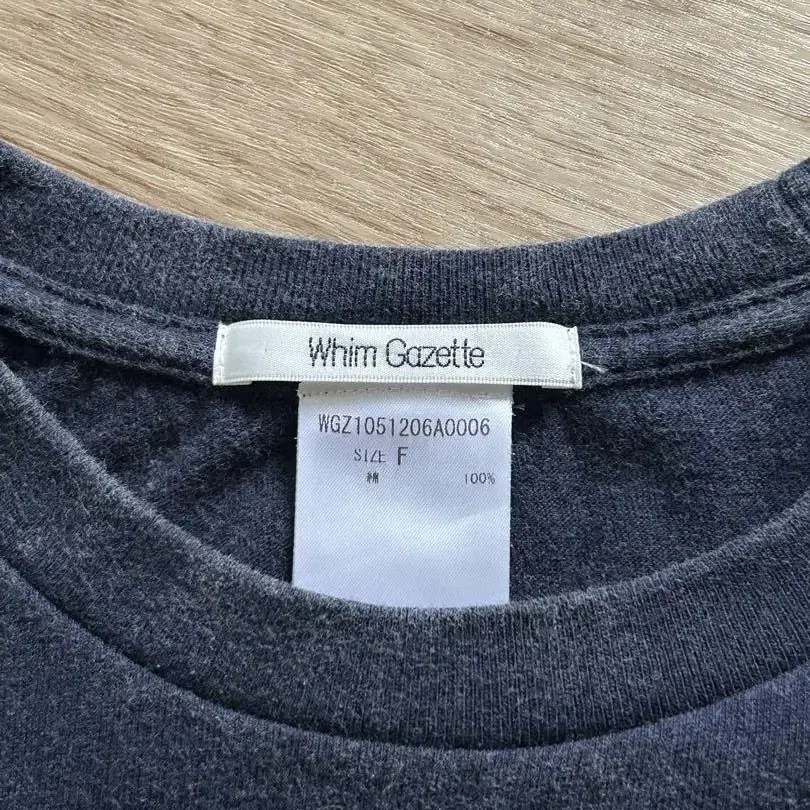 Whim Gazette
WGZ1051206A0006
SIZE F
綿 100%